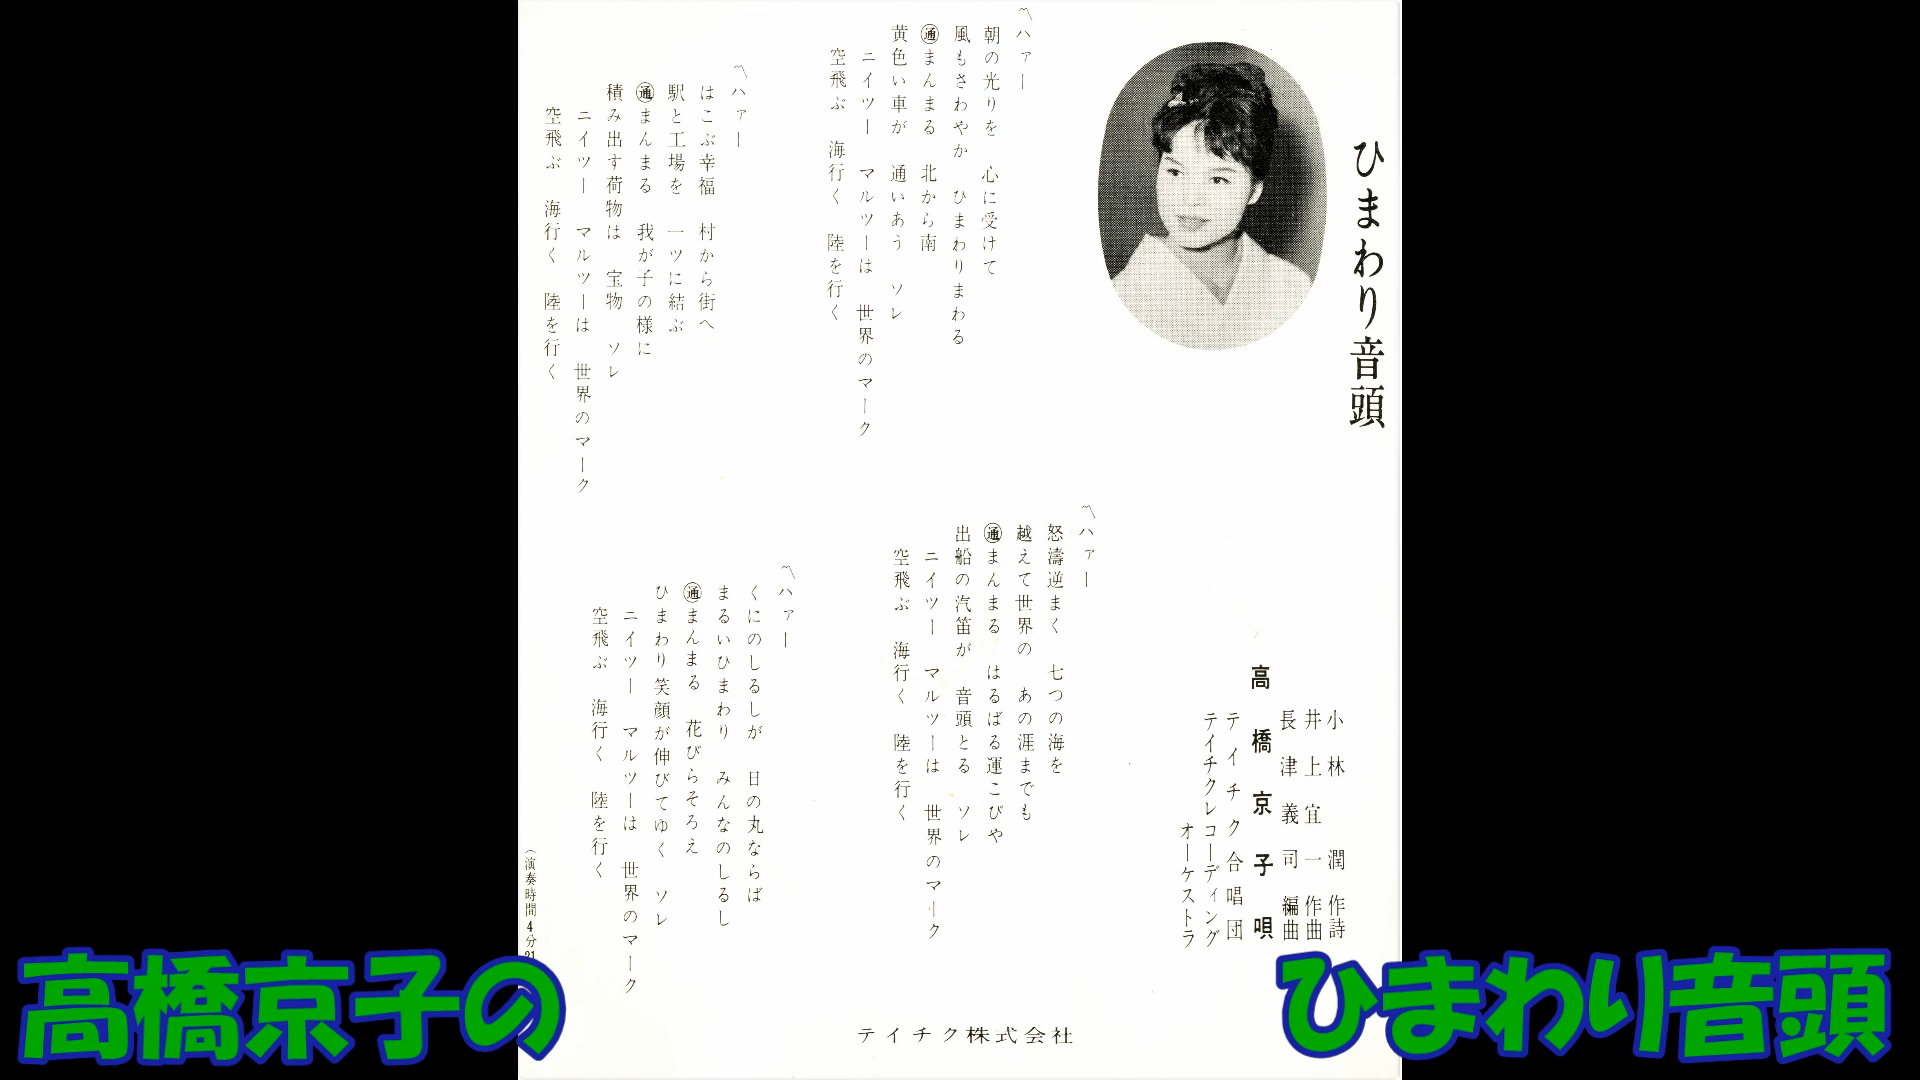 ひまわり音頭
小林潤 作詩
井上宜一 作曲
長津義司 編曲
高橋京子 唄
テイチク合唱団
テイチクレコーディング
オーケストラ
〽ハァー
朝の光りを 心に受けて
風もさわやか ひまわりまわる
㊝まんまる 北から南
黄色い車が 通いあう ソレ
ニイツー マルツーは 世界のマーク
空飛ぶ 海行く 陸を行く
〽ハァー
はこぶ幸福 村から街へ
駅と工場を 一ツに結ぶ
まんまる 我が子の様に
積み出す荷物は 宝物 ソレ
ニイツー マルツーは 世界のマーク
空飛ぶ 海行く 陸を行く
〽ハァー
怒濤逆まく 七つの海を
越えて世界の あの涯までも
まんまる はるばる運こびや
出船の汽笛が 音頭とる ソレ
ニイツー マルツーは 世界のマーク
空飛ぶ 海行く 陸を行く
〽ハァー
くにのしるしが 日の丸ならば
まるいひまわり みんなのしるし
まんまる 花びらそろえ
ひまわり笑顔が伸びてゆく ソレ
ニイツー マルツーは 世界のマーク
空飛ぶ 海行く 陸を行く
(演奏時間4分21
テイチク株式会社
高橋京子の
ひまわり音頭